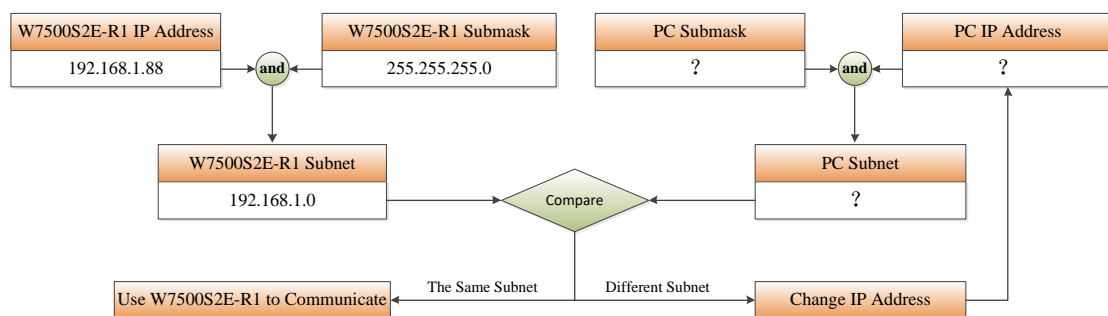 W7500S2E-R1 IP Address
192.168.1.88
and
W7500S2E-R1 Submask
255.255.255.0
PC Submask
?
and
PC IP Address
?
W7500S2E-R1 Subnet
192.168.1.0
Compare
PC Subnet
?
Use W7500S2E-R1 to Communicate
The Same Subnet
Different Subnet
Change IP Address